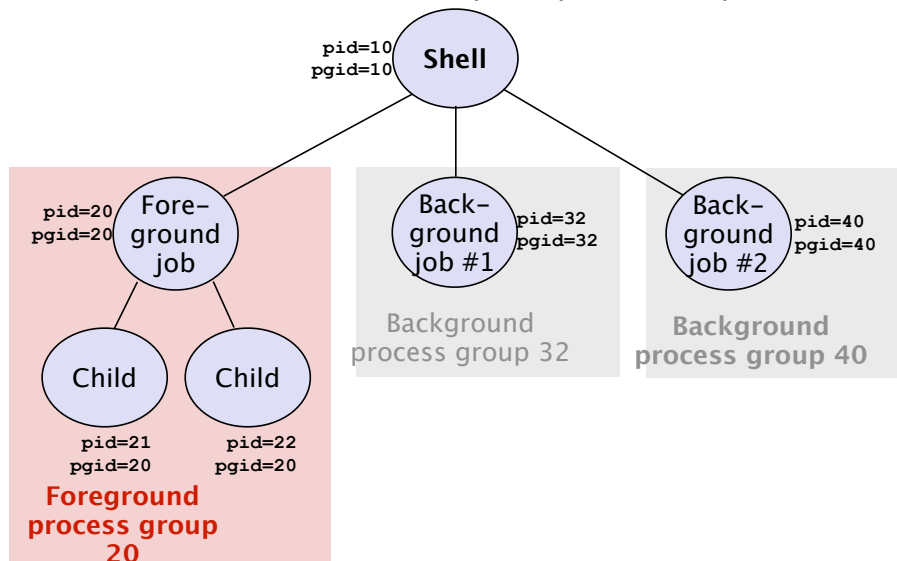 pid=10
pgid=10
Shell
pid=20
pgid=20
Fore-
ground
job
Back-
ground
job #1
pid=32
pgid=32
Back-
ground
job #2
pid=40
pgid=40
Background
process group 32
Background
process group 40
Child
Child
pid=21
pgid=20
pid=22
pgid=20
Foreground
process group
20